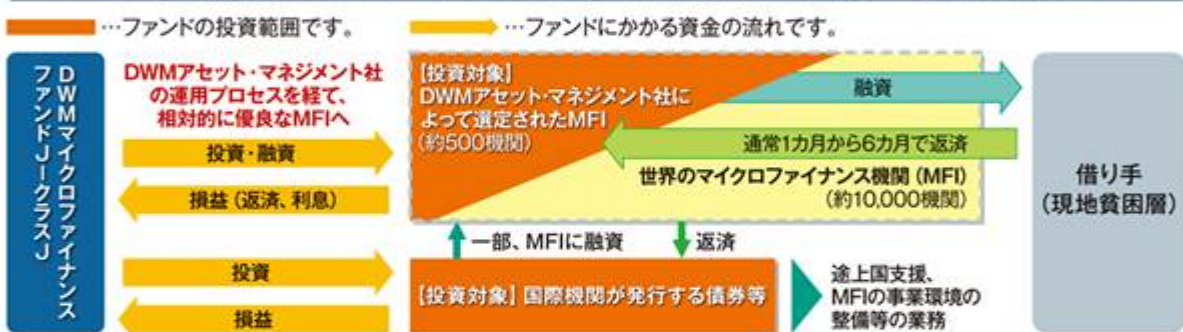 …ファンドの投資範囲です。
…ファンドにかかる資金の流れです。
DWMマイクロファイナンス
ファンドJークラスJ
DWMアセット・マネジメント社
の運用プロセスを経て、
相対的に優良なMFIへ
投資・融資
損益（返済、利息）
投資
損益
【投資対象】
DWMアセット・マネジメント社に
よって選定されたMFI
（約500機関）
融資
通常1カ月から6カ月で返済
世界のマイクロファイナンス機関（MFI）
（約10,000機関）
一部、MFIに融資
返済
【投資対象】国際機関が発行する債券等
途上国支援、
MFIの事業環境の
整備等の業務
借り手
（現地貧困層）